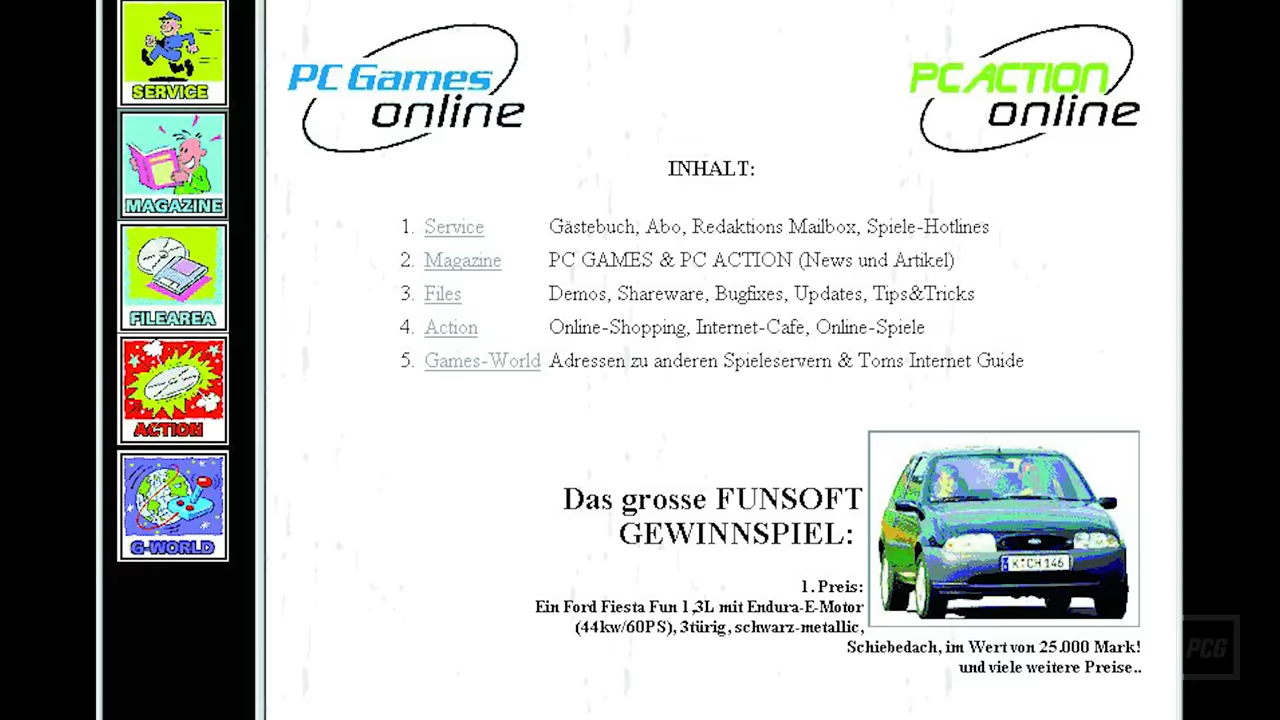 SERVICE
MAGAZINE
FILEAREA
ACTION
G-WORLD
PC Games
online
PC ACTION
online
INHALT:
1. Service Gästebuch, Abo, Redaktions Mailbox, Spiele-Hotlines
2. Magazine PC GAMES & PC ACTION (News und Artikel)
3. Files Demos, Shareware, Bugfixes, Updates, Tips&Tricks
4. Action Online-Shopping, Internet-Cafe, Online-Spiele
5. Games-World Adressen zu anderen Spieleservern & Toms Internet Guide
Das grosse FUNSOFT
GEWINNSPIEL:
1. Preis:
Ein Ford Fiesta Fun 1,3L mit Endura-E-Motor
(44kw/60PS), 3türig, schwarz-metallic,
Schiebedach, im Wert von 25.000 Mark!
und viele weitere Preise..
K CH 146
PCG